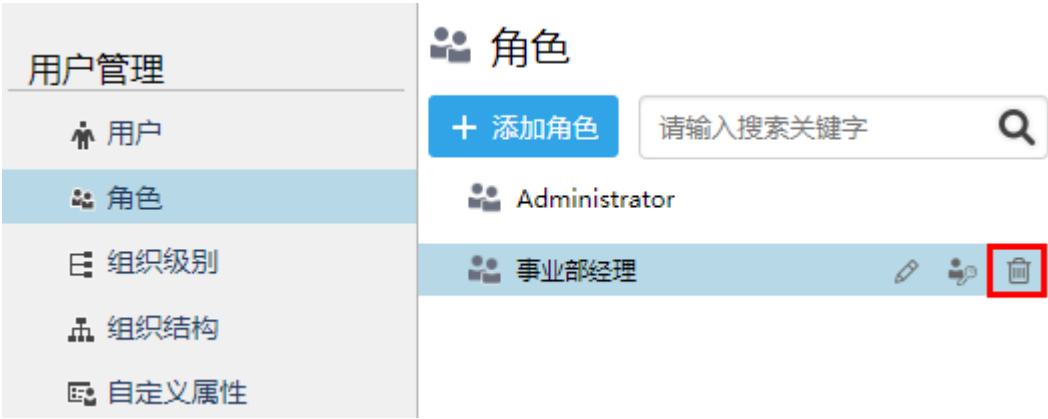 用户管理
用户
角色
组织级别
组织结构
自定义属性
角色
+ 添加角色
请输入搜索关键字
Administrator
事业部经理